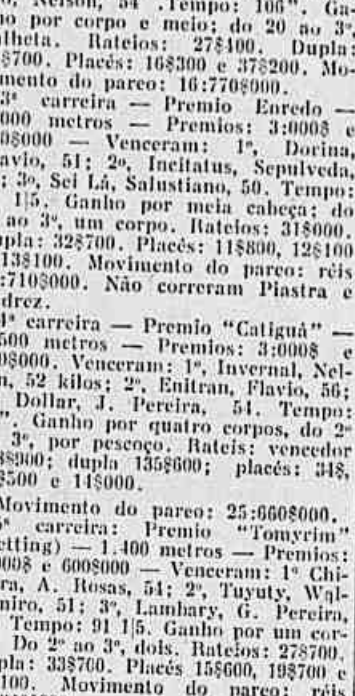 o, Nelson, 54 .Tempo: 106". Ga-
o por corpo e meio; do 20 ao 3º,
lheta. Rateios: 27$400. Dupla:
$700. Placés: 16$300 e 37$200. Mo-
mento do pareo: 16:770$000.
3ª carreira — Premio Enredo —
000 metros — Premios: 3:000$ e
0$000 — Venceram: 1º, Dorina,
avio, 51; 2º, Incitatus, Sepulveda,
; 3º, Sei Lá, Salustiano, 50. Tempo:
1|5. Ganho por meia cabeça; do
ao 3º, um corpo. Rateios: 31$000.
pla: 32$700. Placés: 11$800, 12$100
13$100. Movimento do pareo: réis
:710$000. Não correram Piastra e
drez.
4ª carreira — Premio "Catiguá" —
500 metros — Premios: 3:000$ e
0$000. Venceram: 1º, Invernal, Nel-
n, 52 kilos; 2º, Enitran, Flavio, 56;
Dollar, J. Pereira, 51. Tempo:
". Ganho por quatro corpos, do 2º
3º, por pescoço. Rateis: vencedor
8$900; dupla 135$600; placés: 34$,
$500 e 14$000.
Movimento do pareo: 25:660$000.
5ª carreira: Premio "Tomyrim"
etting) — 1.400 metros — Premios:
000$ e 600$000 — Venceram: 1º Chi-
ra, A. Rosas, 54; 2º, Tuyuty, Wal-
miro, 51; 3º, Lambary, G. Pereira,
Tempo: 91 1|5. Ganho por um cor-
Do 2º ao 3º, dois. Rateios: 27$700.
pla: 33$700. Placés 15$600, 19$700 e
100. Movimento do pareo: réis